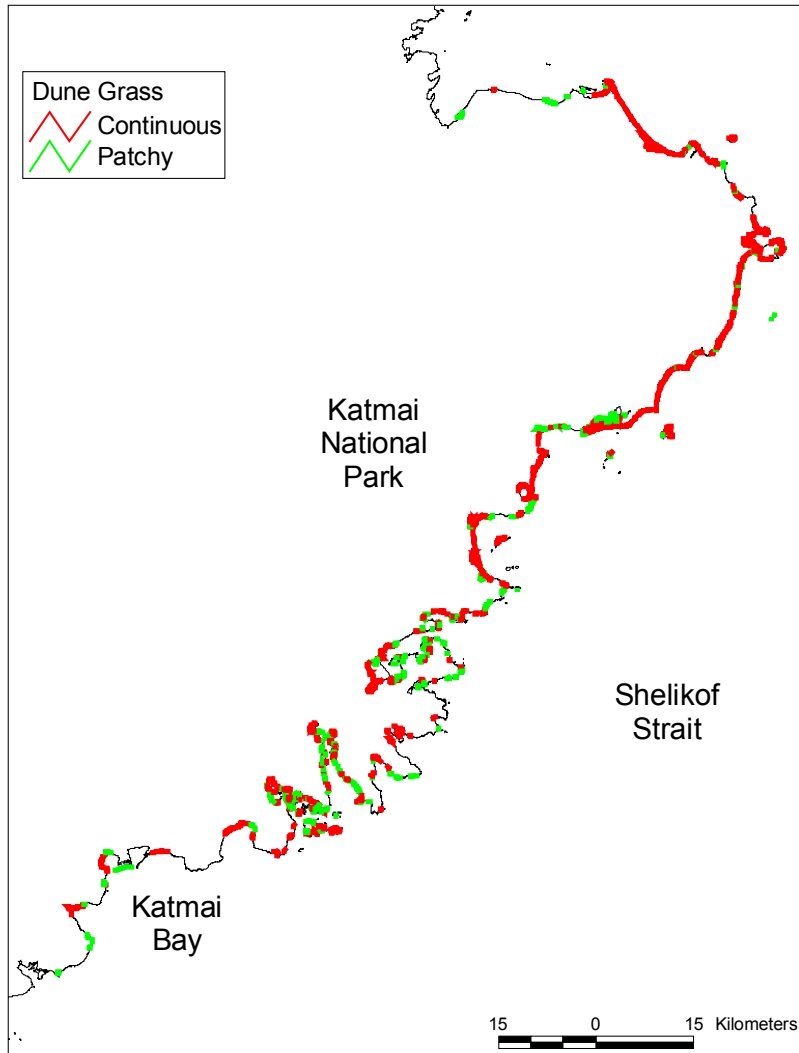 Dune Grass
Continuous
Patchy
Katmai
National
Park
Shelikof
Strait
Katmai
Bay
15 0 15 Kilometers